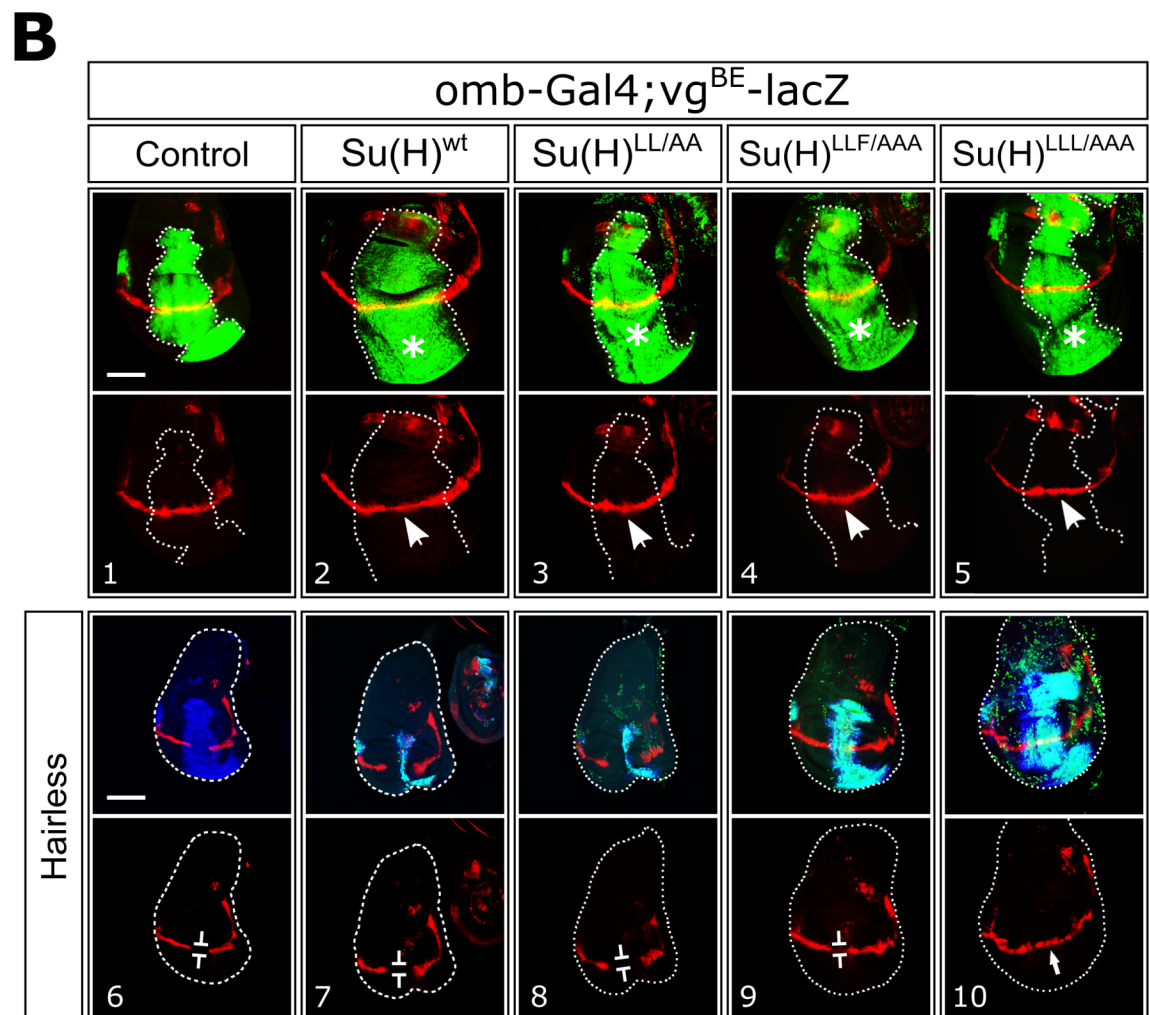 B
omb-Gal4;vgBE-lacZ
Control
Su(H)wt
Su(H)LL/AA
Su(H)LLF/AAA
Su(H)LLL/AAA
*
*
*
*
1
2
3
4
5
Hairless
6
7
8
9
10